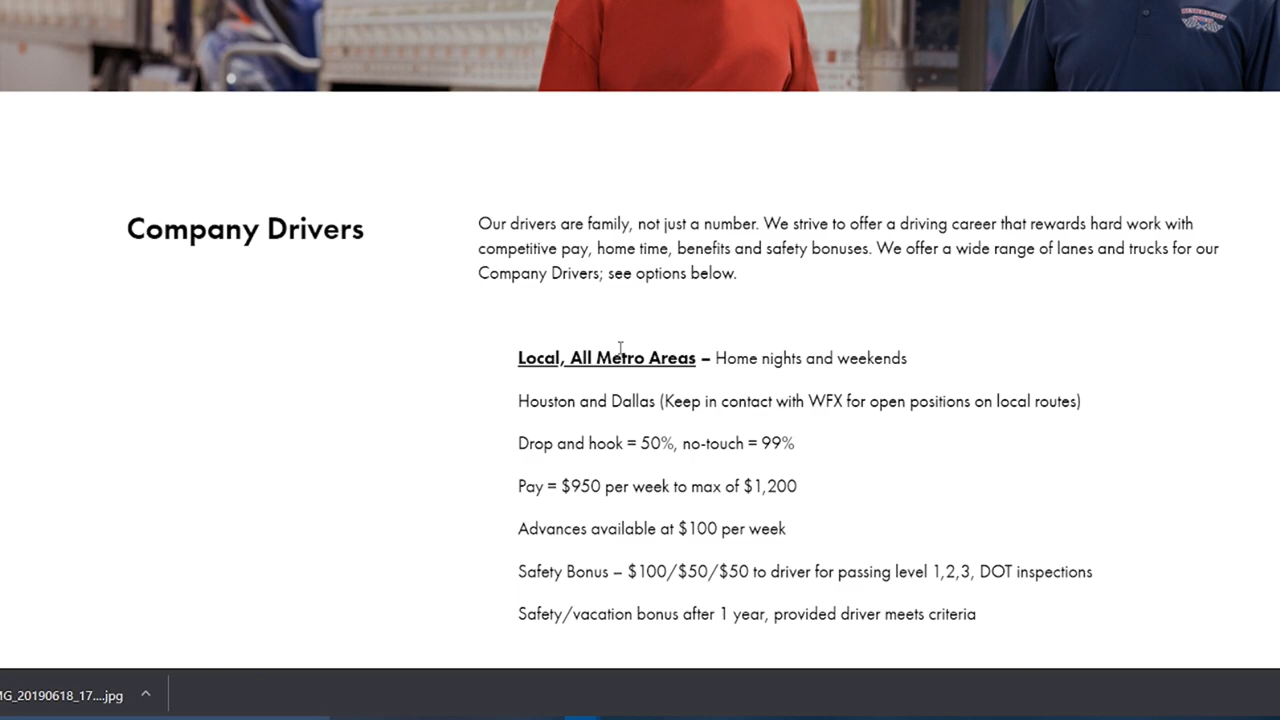 Company Drivers
Our drivers are family, not just a number. We strive to offer a driving career that rewards hard work with
competitive pay, home time, benefits and safety bonuses. We offer a wide range of lanes and trucks for our
Company Drivers; see options below.
Local, All Metro Areas – Home nights and weekends
Houston and Dallas (Keep in contact with WFX for open positions on local routes)
Drop and hook = 50%, no-touch = 99%
Pay = $950 per week to max of $1,200
Advances available at $100 per week
Safety Bonus – $100/$50/$50 to driver for passing level 1,2,3, DOT inspections
Safety/vacation bonus after 1 year, provided driver meets criteria
MG_20190618_17....jpg